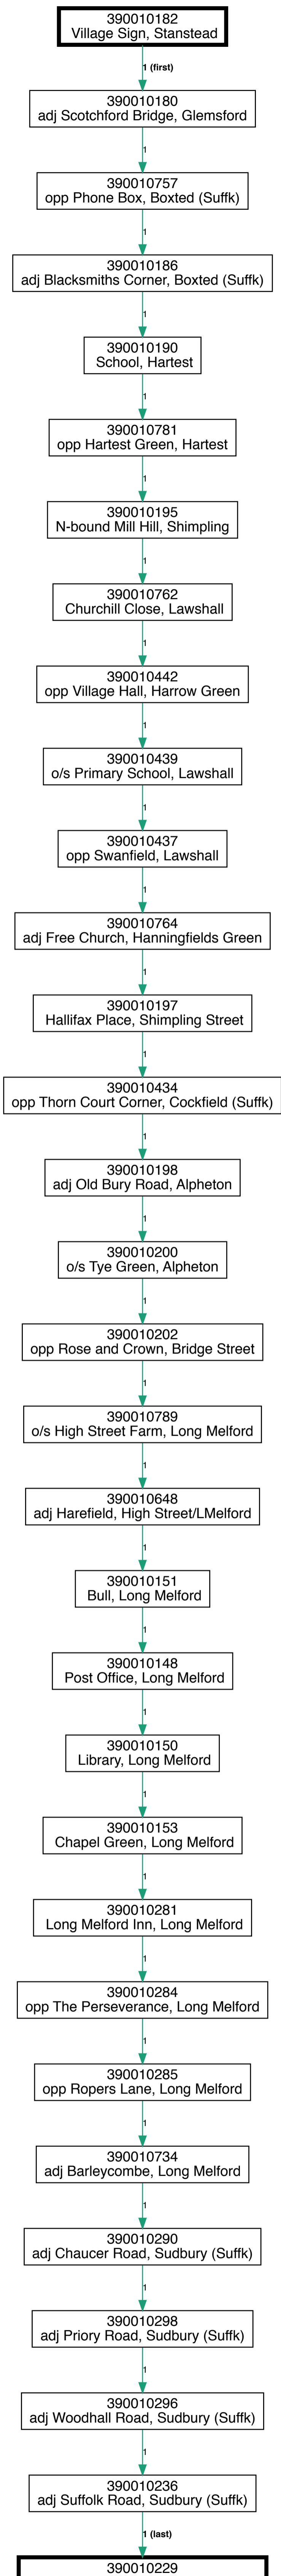 390010182
Village Sign, Stanstead
1 (first)
390010180
adj Scotchford Bridge, Glemsford
1
390010757
opp Phone Box, Boxted (Suffk)
1
390010186
adj Blacksmiths Corner, Boxted (Suffk)
1
390010190
School, Hartest
1
390010781
opp Hartest Green, Hartest
1
390010195
N-bound Mill Hill, Shimpling
1
390010762
Churchill Close, Lawshall
1
390010442
opp Village Hall, Harrow Green
1
390010439
o/s Primary School, Lawshall
1
390010437
opp Swanfield, Lawshall
1
390010764
adj Free Church, Hanningfields Green
1
390010197
Hallifax Place, Shimpling Street
1
390010434
opp Thorn Court Corner, Cockfield (Suffk)
1
390010198
adj Old Bury Road, Alpheton
1
390010200
o/s Tye Green, Alpheton
1
390010202
opp Rose and Crown, Bridge Street
1
390010789
o/s High Street Farm, Long Melford
1
390010648
adj Harefield, High Street/LMelford
1
390010151
Bull, Long Melford
1
390010148
Post Office, Long Melford
1
390010150
Library, Long Melford
1
390010153
Chapel Green, Long Melford
1
390010281
Long Melford Inn, Long Melford
1
390010284
opp The Perseverance, Long Melford
1
390010285
opp Ropers Lane, Long Melford
1
390010734
adj Barleycombe, Long Melford
1
390010290
adj Chaucer Road, Sudbury (Suffk)
1
390010298
adj Priory Road, Sudbury (Suffk)
1
390010296
adj Woodhall Road, Sudbury (Suffk)
1
390010236
adj Suffolk Road, Sudbury (Suffk)
1 (last)
390010229